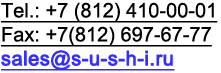 Tel.: +7 (812) 410-00-01
Fax: +7(812) 697-67-77
sales@s-u-s-h-i.ru